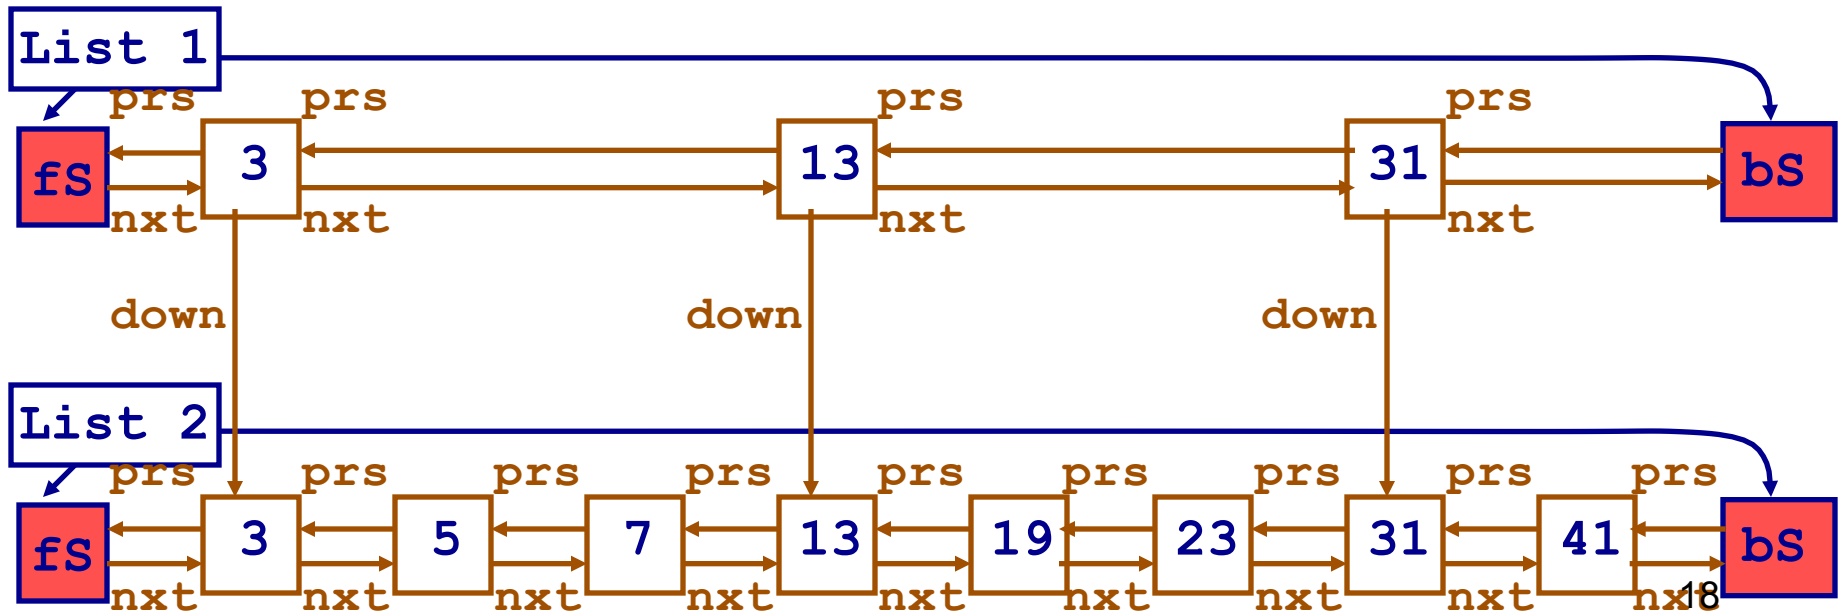 List 1
prs prs prs prs
fS 3 13 31 bS
nxt nxt nxt nxt
down down down
List 2
prs prs prs prs prs prs prs prs prs
fS 3 5 7 13 19 23 31 41 bS
nxt nxt nxt nxt nxt nxt nxt nxt nxt
18